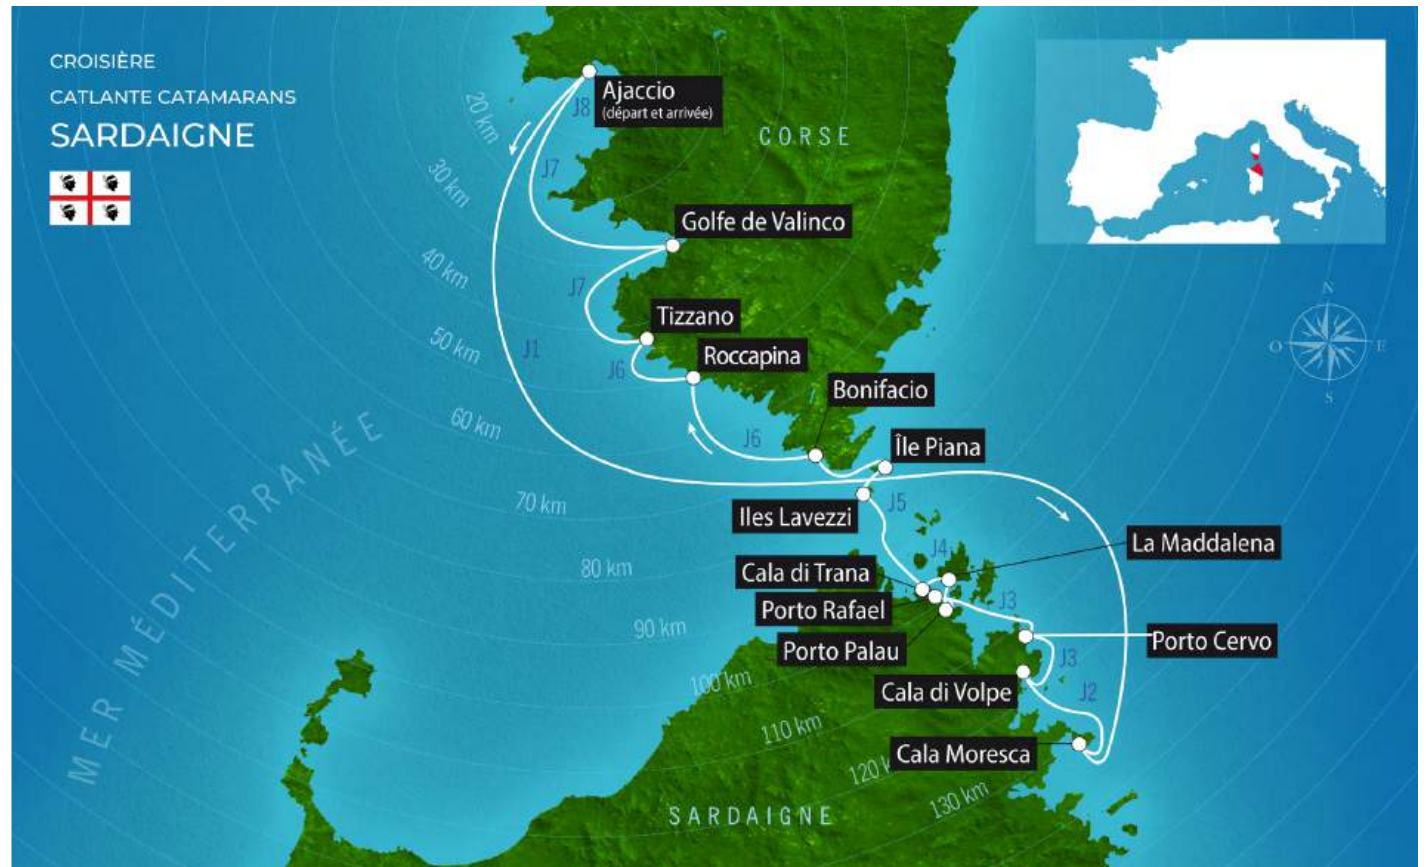 CROISIÈRE
CATLANTE CATAMARANS
SARDAIGNE
Ajaccio
(départ et arrivée)
J8
20 km
CORSE
J7
30 km
Golfe de Valinco
40 km
J7
N
Tizzano
50 km
J1
Roccapina
O
E
J6
S
Bonifacio
60 km
J6
Île Piana
MER MÉDITERRANÉE
70 km
Iles Lavezzi
J5
La Maddalena
J4
80 km
Cala di Trana
Porto Rafael
J3
90 km
Porto Palau
Porto Cervo
J3
100 km
Cala di Volpe
J2
110 km
Cala Moresca
120 k
130 km
SARDAIGNE